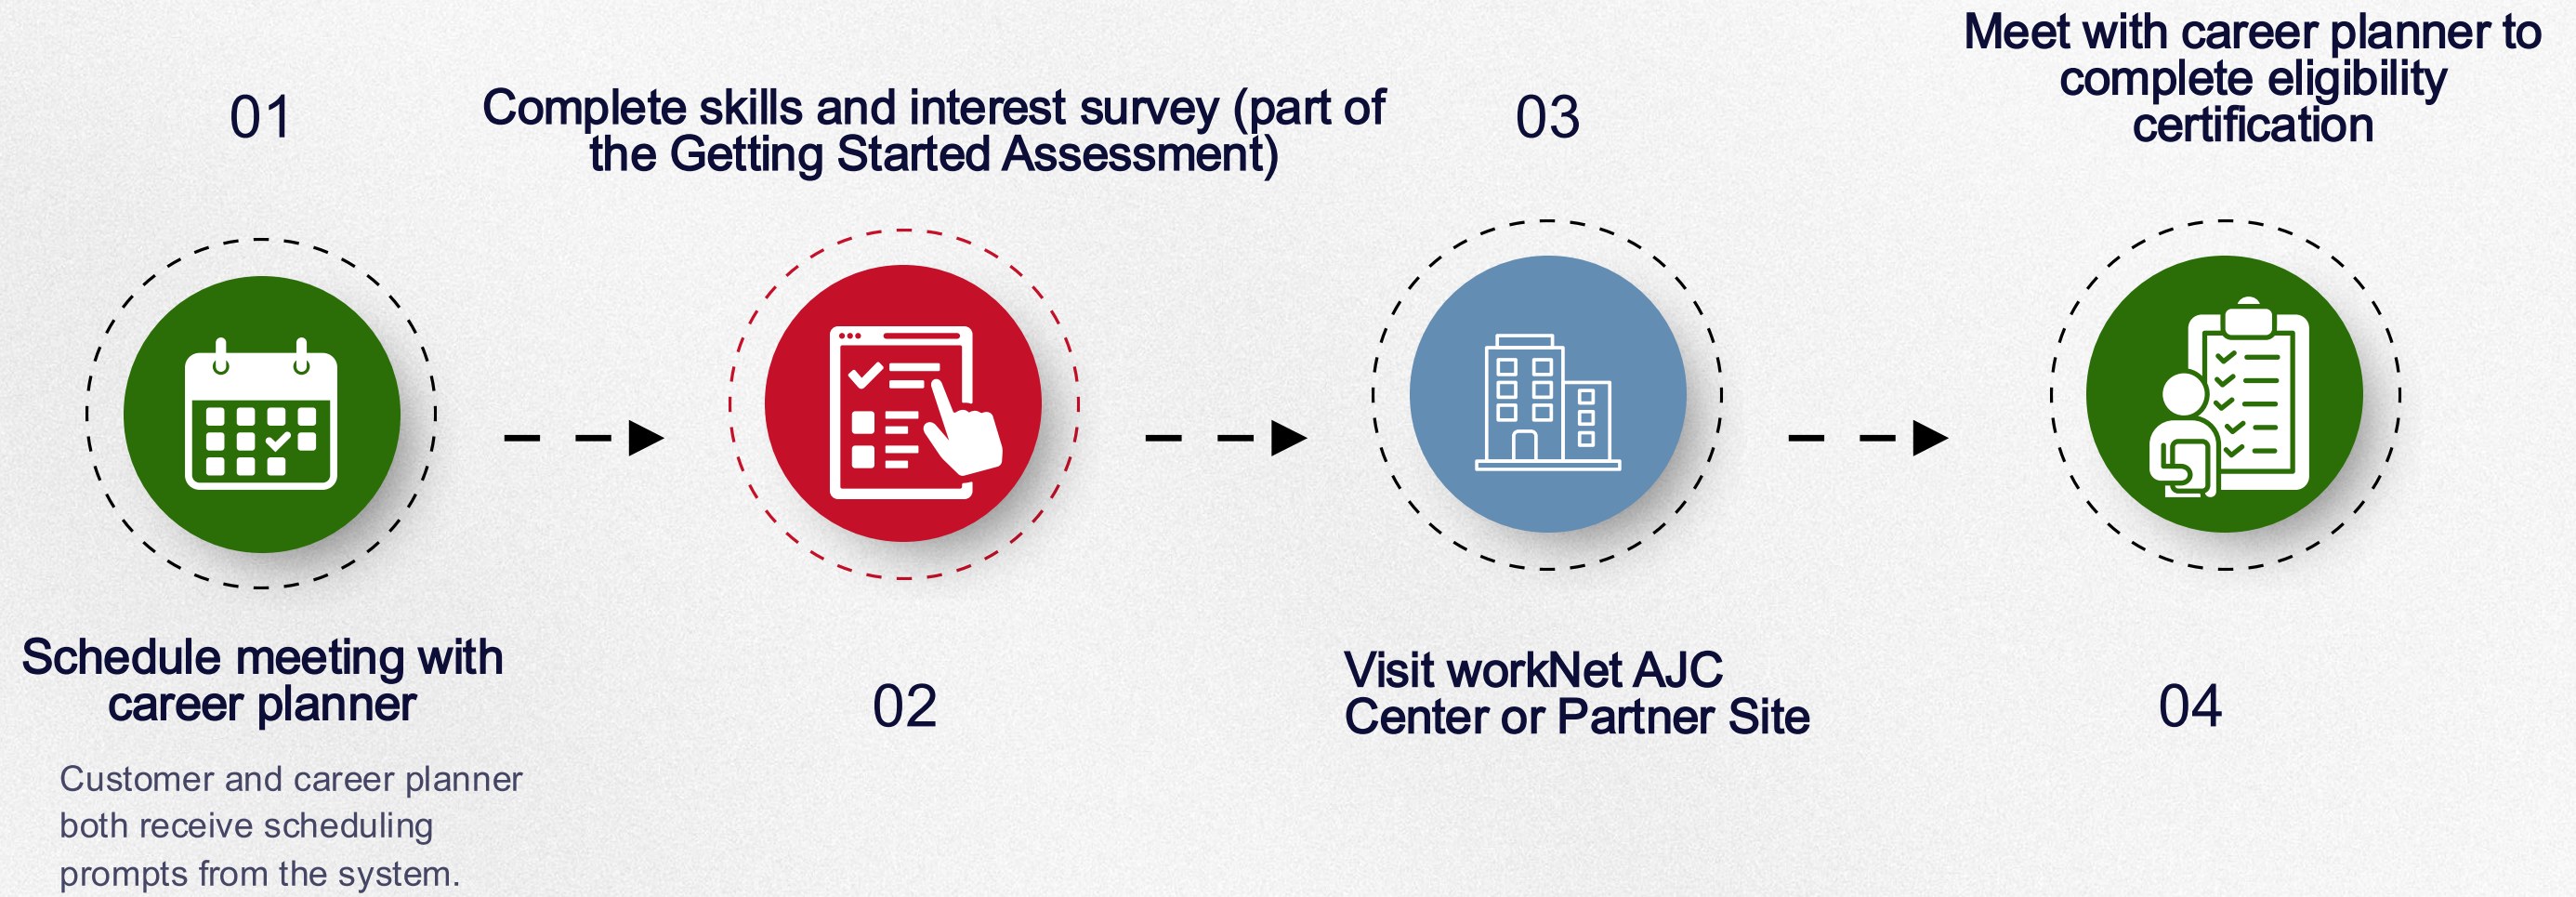 01
Schedule meeting with
career planner
Customer and career planner
both receive scheduling
prompts from the system.
Complete skills and interest survey (part of
the Getting Started Assessment)
02
03
Visit workNet AJC
Center or Partner Site
Meet with career planner to
complete eligibility
certification
04